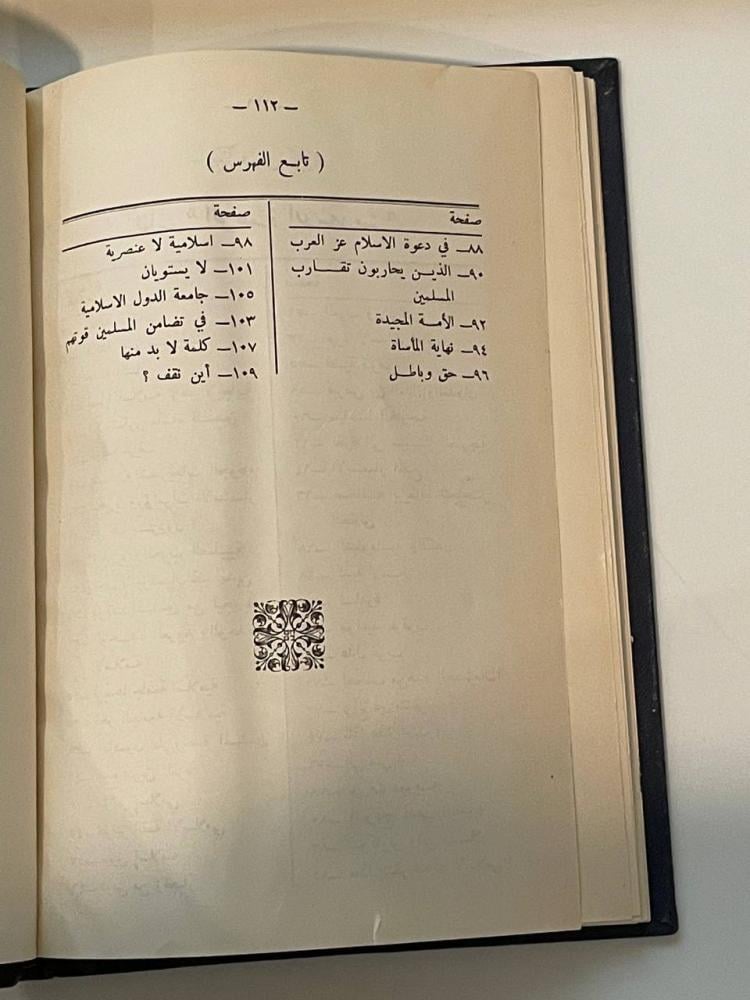 — ١١٢ —
( تابع الفهرس )
صفحة
٨٨— في دعوة الاسلام عز العرب
٩٠— الذين يحاربون تقارب
المسلمين
٩٢— الأمة المجيدة
٩٤— نهاية المأساة
٩٦— حق وباطل
صفحة
٩٨— اسلامية لا عنصرية
١٠١— لا يستويان
١٠٥— جامعة الدول الاسلامية
١٠٣— في تضامن المسلمين قوتهم
١٠٧— كلمة لا بد منها
١٠٩— أين نقف ؟